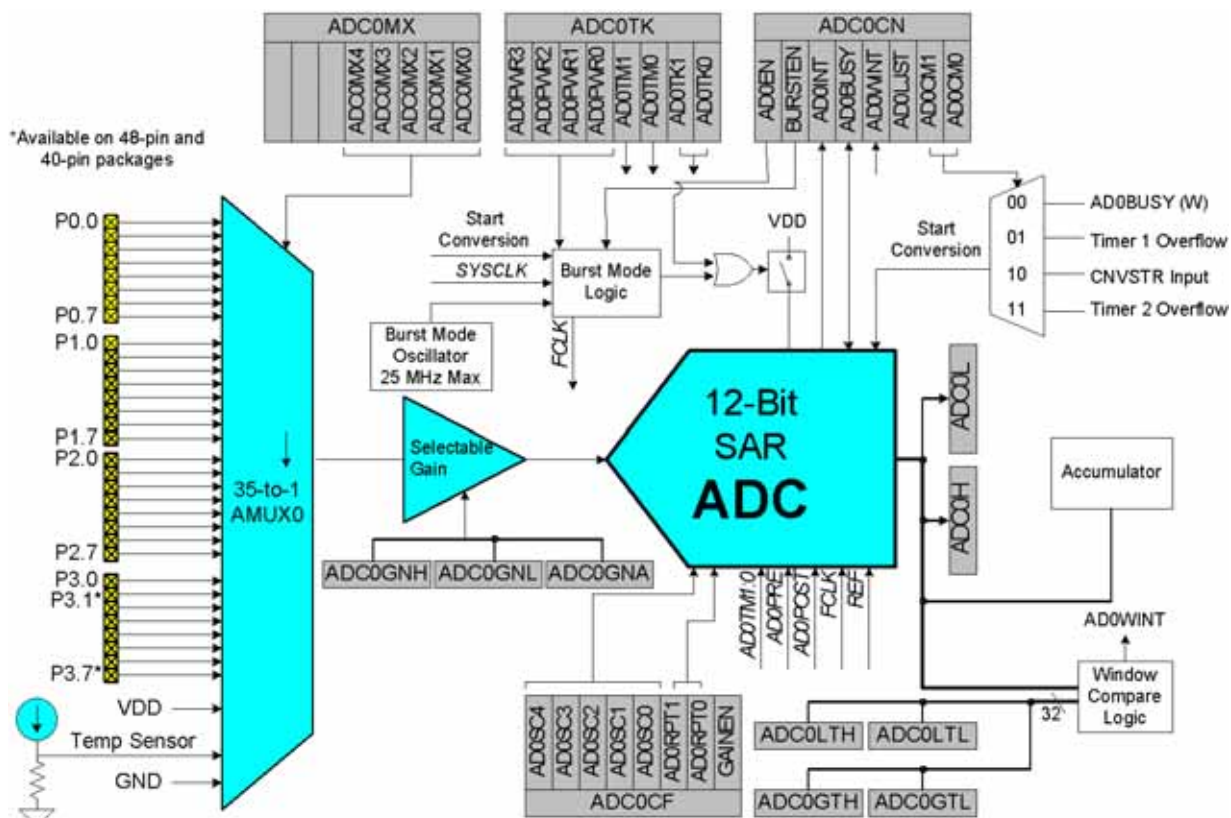 ADC0MX
ADC0MX4
ADC0MX3
ADC0MX2
ADC0MX1
ADC0MX0
ADC0TK
AD0PWR3
AD0PWR2
AD0PWR1
AD0PWR0
AD0TM1
AD0TM0
AD0TK1
AD0TK0
ADC0CN
AD0EN
BURSTEN
AD0INT
AD0BUSY
AD0WINT
AD0LJST
AD0CM1
AD0CM0
*Available on 48-pin and
40-pin packages
P0.0
P0.7
P1.0
P1.7
P2.0
P2.7
P3.0
P3.1*
P3.7*
VDD
Temp Sensor
GND
35-to-1
AMUX0
Start
Conversion
SYSCLK
Burst Mode
Logic
Burst Mode
Oscillator
25 MHz Max
FCLK
VDD
Start
Conversion
00
01
10
11
AD0BUSY (W)
Timer 1 Overflow
CNVSTR Input
Timer 2 Overflow
Selectable
Gain
12-Bit
SAR
ADC
ADC0L
ADC0H
Accumulator
ADC0GNH
ADC0GNL
ADC0GNA
AD0TM1:0
AD0PRE
AD0POST
FCLK
REF
AD0WINT
Window
Compare
Logic
32
ADC0LTH
ADC0LTL
ADC0GTH
ADC0GTL
AD0SC4
AD0SC3
AD0SC2
AD0SC1
AD0SC0
AD0RPT1
AD0RPT0
GAINEN
ADC0CF